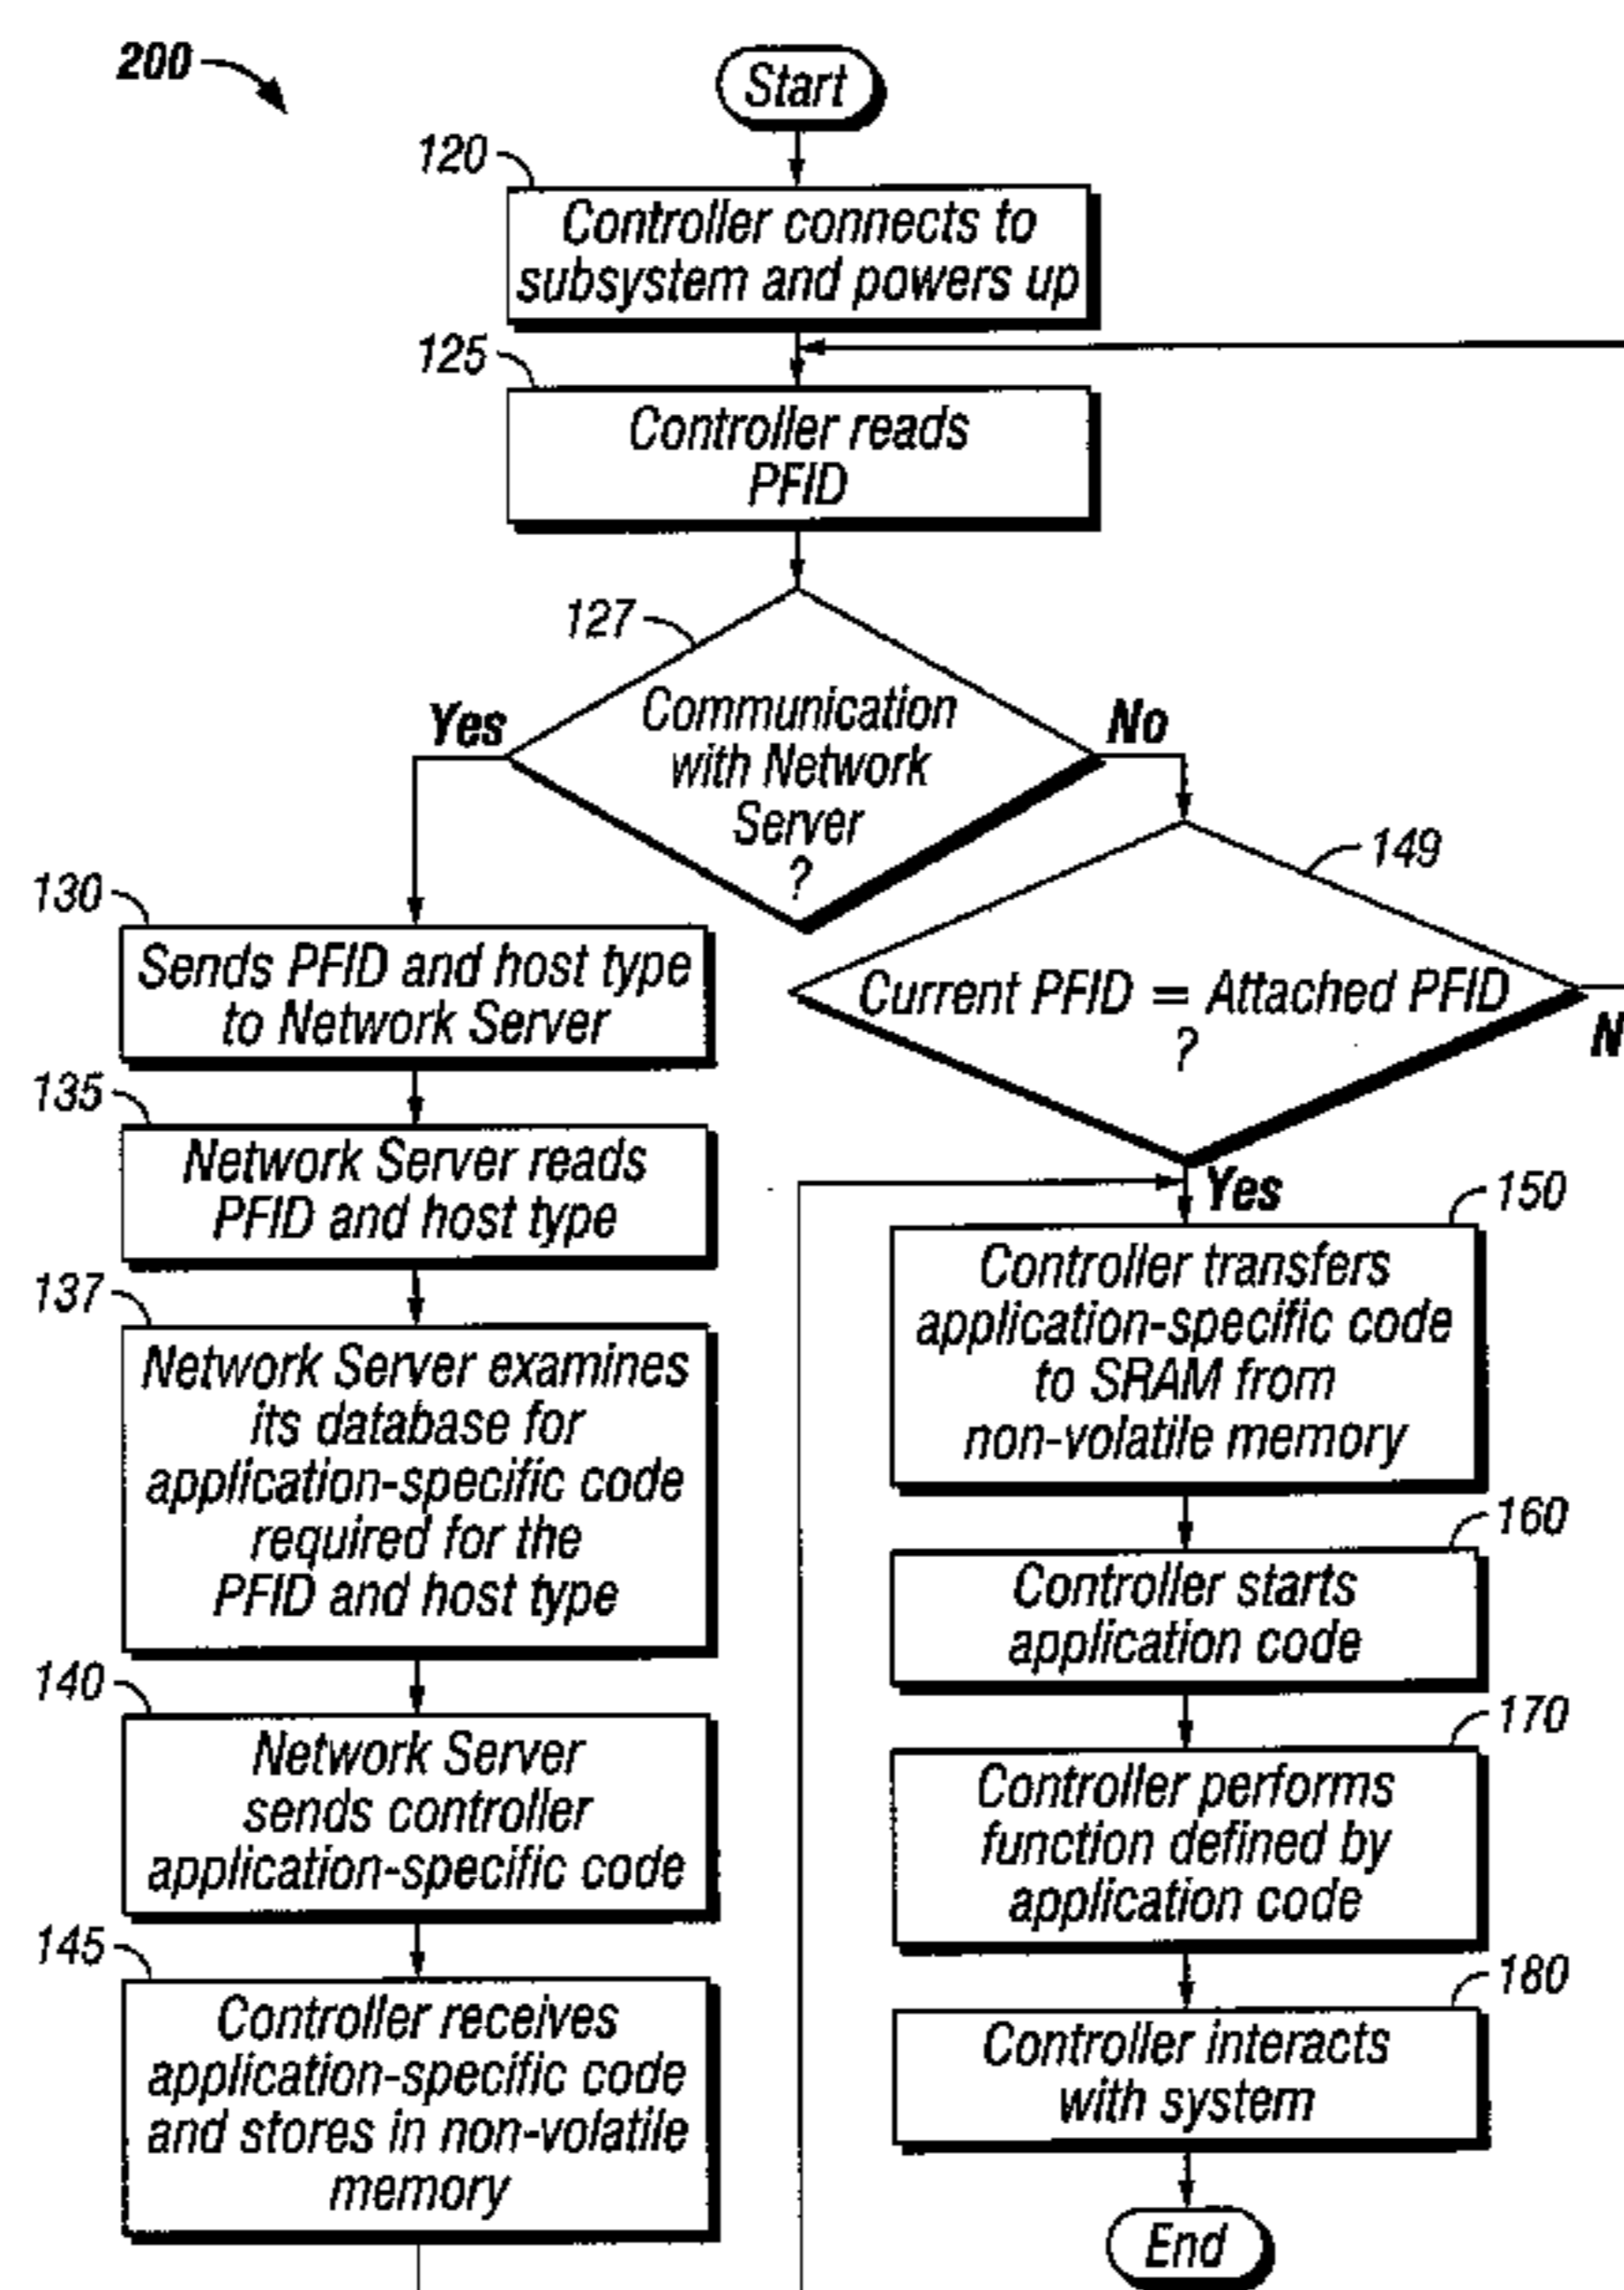 200
Start
120
Controller connects to
subsystem and powers up
125
Controller reads
PFID
127
Communication
with Network
Server
?
Yes
No
130
Sends PFID and host type
to Network Server
135
Network Server reads
PFID and host type
137
Network Server examines
its database for
application-specific code
required for the
PFID and host type
140
Network Server
sends controller
application-specific code
145
Controller receives
application-specific code
and stores in non-volatile
memory
149
Current PFID = Attached PFID
?
N
Yes
150
Controller transfers
application-specific code
to SRAM from
non-volatile memory
160
Controller starts
application code
170
Controller performs
function defined by
application code
180
Controller interacts
with system
End